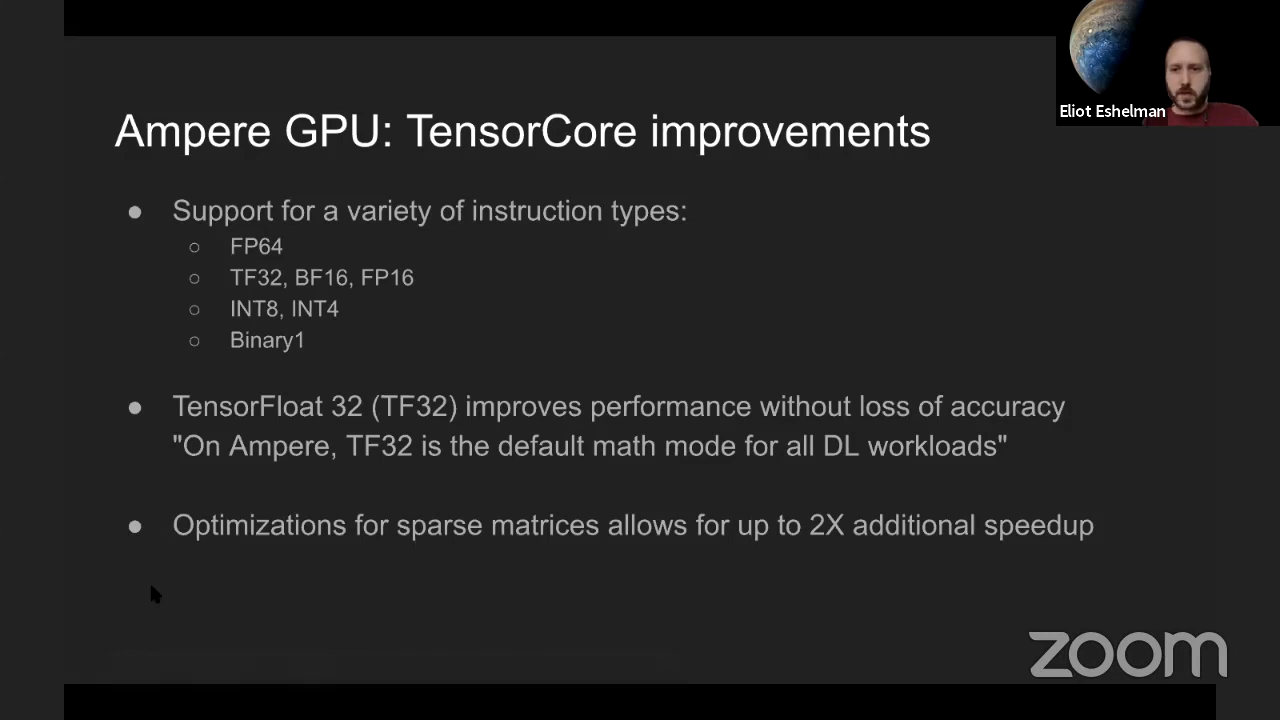 Eliot Eshelman
Ampere GPU: TensorCore improvements
● Support for a variety of instruction types:
○ FP64
○ TF32, BF16, FP16
○ INT8, INT4
○ Binary1
● TensorFloat 32 (TF32) improves performance without loss of accuracy
"On Ampere, TF32 is the default math mode for all DL workloads"
● Optimizations for sparse matrices allows for up to 2X additional speedup
zoom